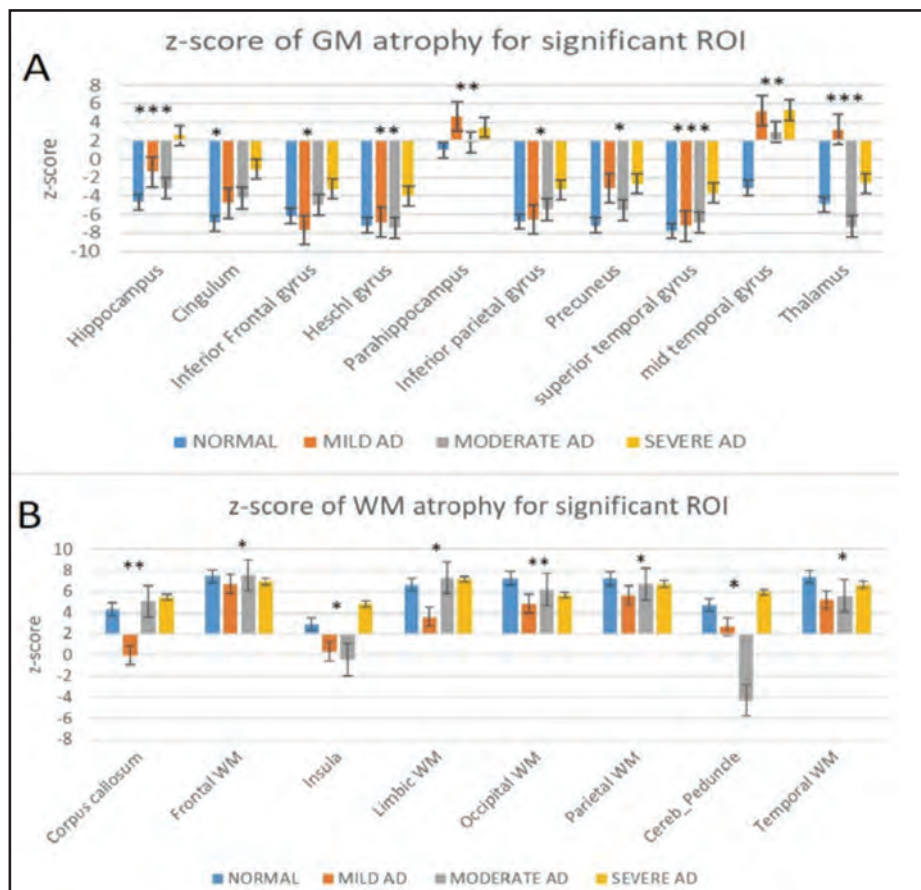 A
z-score of GM atrophy for significant ROI
z-score
8
6
4
2
0
-2
-4
-6
-8
-10
*** * * ** ** * * *** ** ***
Hippocampus
Cingulum
Inferior Frontal gyrus
Heschl gyrus
Parahippocampus
Inferior parietal gyrus
Precuneus
superior temporal gyrus
mid temporal gyrus
Thalamus
NORMAL MILD AD MODERATE AD SEVERE AD
B
z-score of WM atrophy for significant ROI
z-score
10
8
6
4
2
0
-2
-4
-6
-8
** * * * ** * * *
Corpus callosum
Frontal WM
Insula
Limbic WM
Occipital WM
Parietal WM
Cereb_Peduncle
Temporal WM
NORMAL MILD AD MODERATE AD SEVERE AD